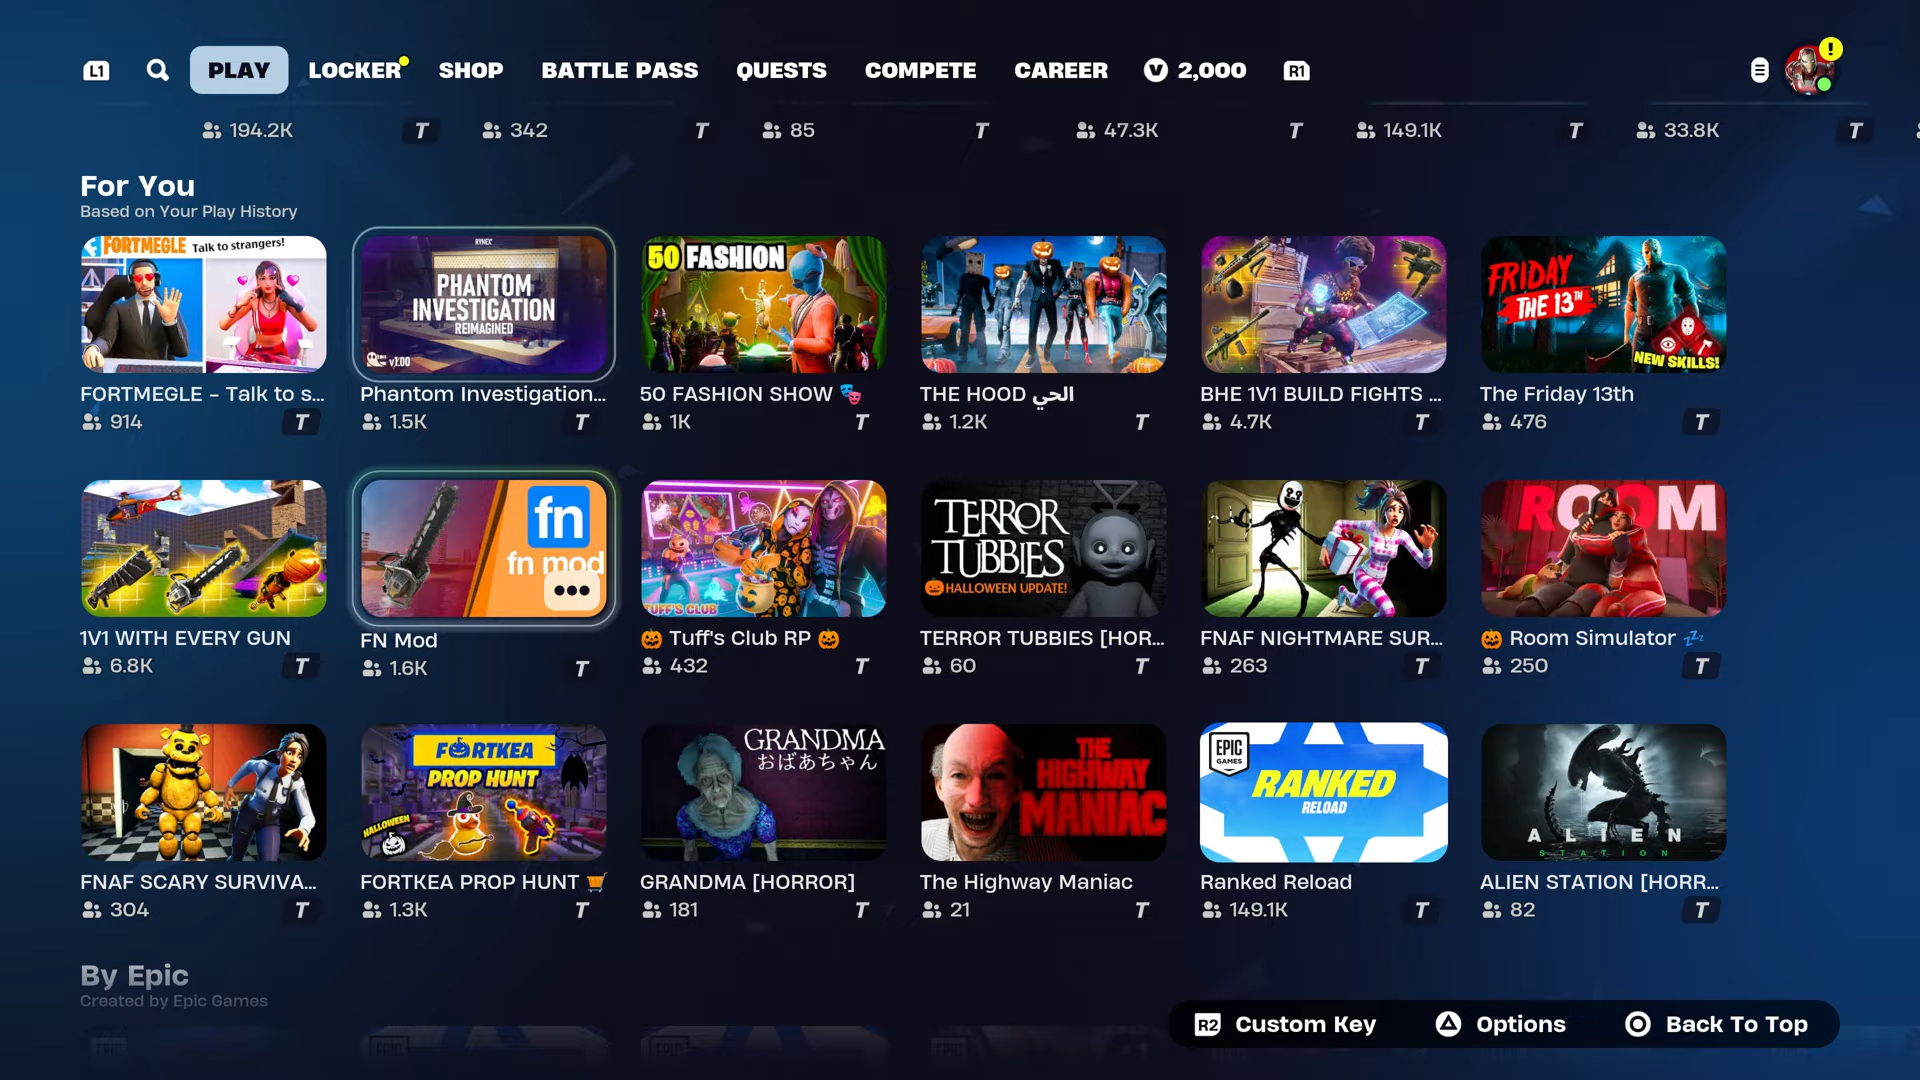 L1 PLAY LOCKER SHOP BATTLE PASS QUESTS COMPETE CAREER V 2,000 R1 !
194.2K T 342 T 85 T 47.3K T 149.1K T 33.8K T
For You
Based on Your Play History
FORTMEGLE Talk to strangers!
RYNEX
PHANTOM
INVESTIGATION
REIMAGINED
v1.00
50 FASHION
FRIDAY
THE 13TH
NEW SKILLS!
FORTMEGLE - Talk to s...
Phantom Investigation...
50 FASHION SHOW 🎭
THE HOOD الحي
BHE 1V1 BUILD FIGHTS ...
The Friday 13th
914 T 1.5K T 1K T 1.2K T 4.7K T 476 T
fn
fn mod
TUFF'S CLUB
TERROR
TUBBIES
🎃HALLOWEEN UPDATE!
??
ROOM
1V1 WITH EVERY GUN
FN Mod
🎃 Tuff's Club RP 🎃
TERROR TUBBIES [HOR...
FNAF NIGHTMARE SUR...
🎃 Room Simulator 💤
6.8K T 1.6K T 432 T 60 T 263 T 250 T
FORTKEA
PROP HUNT
HALLOWEEN
GRANDMA
おばあちゃん
THE
HIGHWAY
MANIAC
EPIC
GAMES
RANKED
RELOAD
ALIEN
STATION
FNAF SCARY SURVIVA...
FORTKEA PROP HUNT 🛒
GRANDMA [HORROR]
The Highway Maniac
Ranked Reload
ALIEN STATION [HORR...
304 T 1.3K T 181 T 21 T 149.1K T 82 T
By Epic
Created by Epic Games
R2 Custom Key Options Back To Top